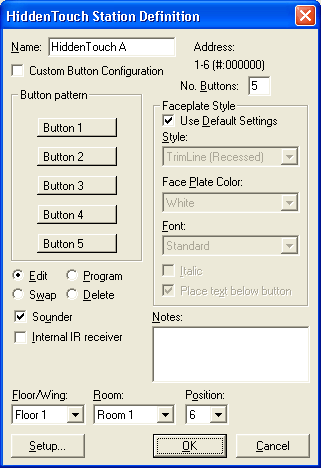 HiddenTouch Station Definition
Name: HiddenTouch A
Address:
1-6 (#:000000)
Custom Button Configuration
No. Buttons: 5
Button pattern
Button 1
Button 2
Button 3
Button 4
Button 5
Faceplate Style
Use Default Settings
Style:
TrimLine (Recessed)
Face Plate Color:
White
Font:
Standard
Italic
Place text below button
Edit Program
Swap Delete
Sounder
Internal IR receiver
Notes:
Floor/Wing: Room: Position:
Floor 1 Room 1 6
Setup... OK Cancel